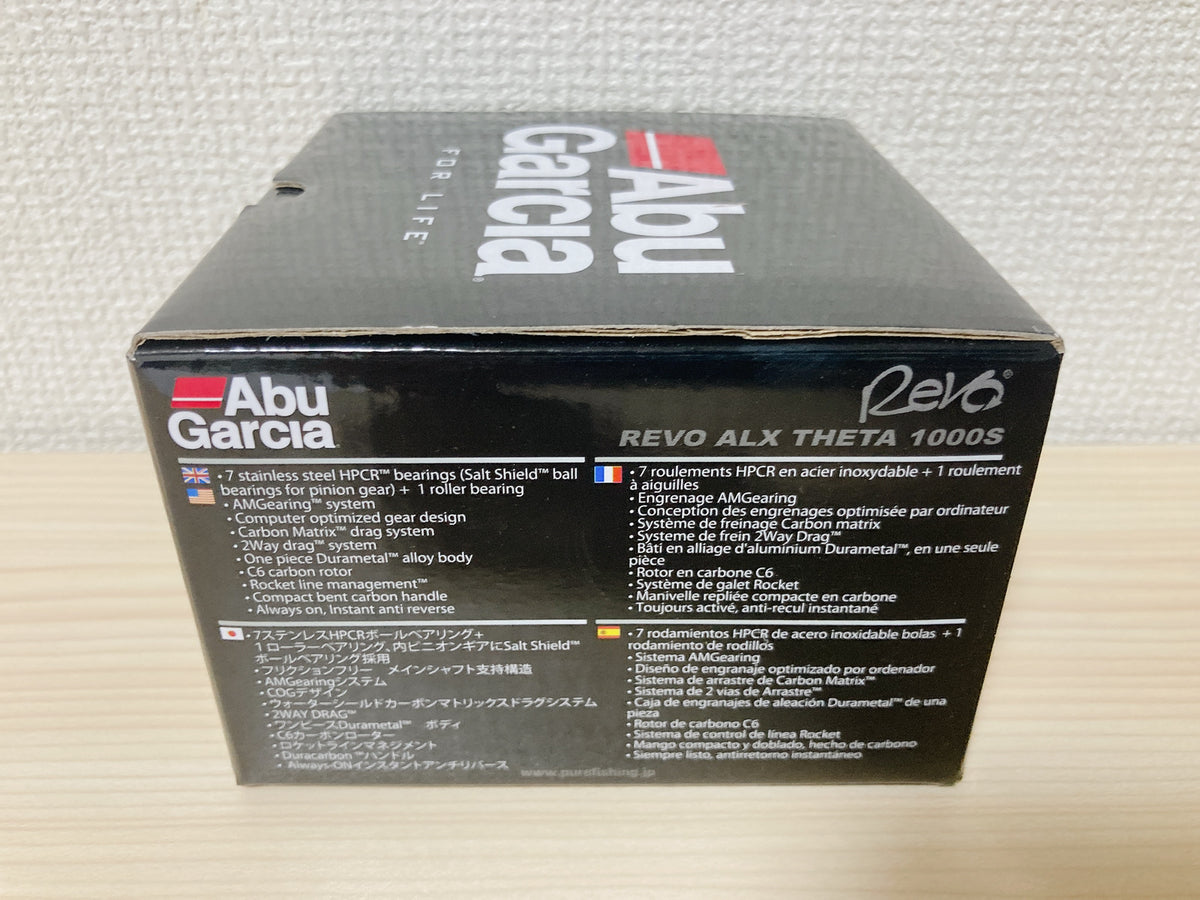 Abu
Garcia
FOR LIFE™
Abu
Garcia
Revo®
REVO ALX THETA 1000S
• 7 stainless steel HPCR™ bearings (Salt Shield™ ball
bearings for pinion gear) + 1 roller bearing
• AMGearing™ system
• Computer optimized gear design
• Carbon Matrix™ drag system
• 2Way drag™ system
• One piece Durametal™ alloy body
• C6 carbon rotor
• Rocket line management™
• Compact bent carbon handle
• Always on, Instant anti reverse
• 7 roulements HPCR en acier inoxydable + 1 roulement
à aiguilles
• Engrenage AMGearing
• Conception des engrenages optimisée par ordinateur
• Système de freinage Carbon matrix
• Systeme de frein 2Way Drag™
• Bâti en alliage d'aluminium Durametal™, en une seule
pièce
• Rotor en carbone C6
• Système de galet Rocket
• Manivelle repliée compacte en carbone
• Toujours activé, anti-recul instantané
• 7ステンレスHPCRボールベアリング+
1 ローラーベアリング、内ピニオンギアにSalt Shield™
ボールベアリング採用
• フリクションフリー メインシャフト支持構造
• AMGearingシステム
• COGデザイン
• ウォーターシールドカーボンマトリックスドラグシステム
• 2WAY DRAG™
• ワンピースDurametal™ ボディ
• C6カーボンローター
• ロケットラインマネジメント
• Duracarbon™ハンドル
• Always-ONインスタントアンチリバース
• 7 rodamientos HPCR de acero inoxidable bolas + 1
rodamiento de rodillos
• Sistema AMGearing
• Diseño de engranaje optimizado por ordenador
• Sistema de arrastre de Carbon Matrix™
• Sistema de 2 vias de Arrastre™
• Caja de engranajes de aleación Durametal™ de una
pieza
• Rotor de carbono C6
• Sistema de control de línea Rocket
• Mango compacto y doblado, hecho de carbono
• Siempre listo, antirretorno instantáneo
www.purefishing.jp